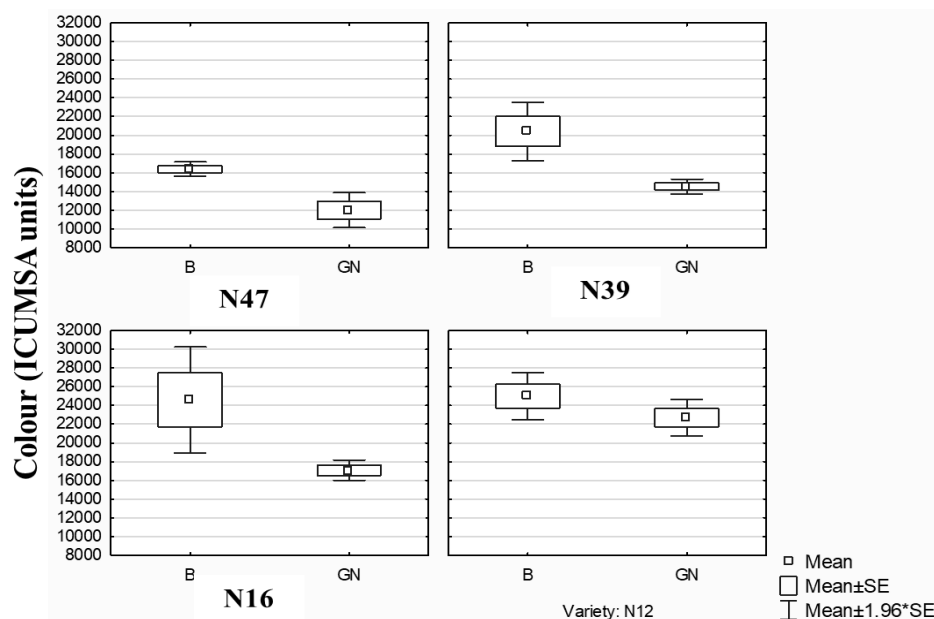 Colour (ICUMSA units)
32000
30000
28000
26000
24000
22000
20000
18000
16000
14000
12000
10000
8000
B
GN
N47
B
GN
N39
32000
30000
28000
26000
24000
22000
20000
18000
16000
14000
12000
10000
8000
B
GN
N16
B
GN
Variety: N12
Mean
Mean±SE
Mean±1.96*SE